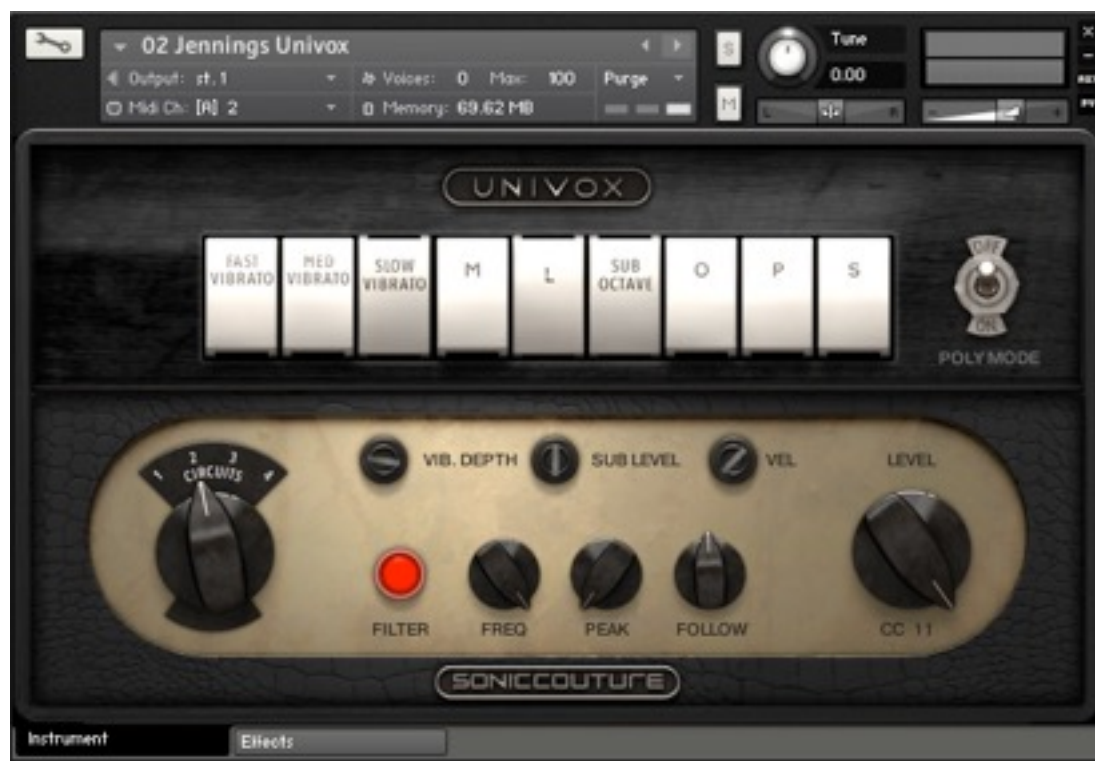 02 Jennings Univox
S
Tune
Output: st. 1
Voices: 0 Max: 100
Purge
0.00
Midi Ch: [A] 2
Memory: 69.62 MB
M
L
R
UNIVOX
FAST VIBRATO
MED VIBRATO
SLOW VIBRATO
M
L
SUB OCTAVE
O
P
S
OFF
ON
POLY MODE
1 2 3 4
CIRCUITS
VIB. DEPTH
SUB LEVEL
VEL
LEVEL
FILTER
FREQ
PEAK
FOLLOW
CC 11
SONICCOUTURE
Instrument
Effects